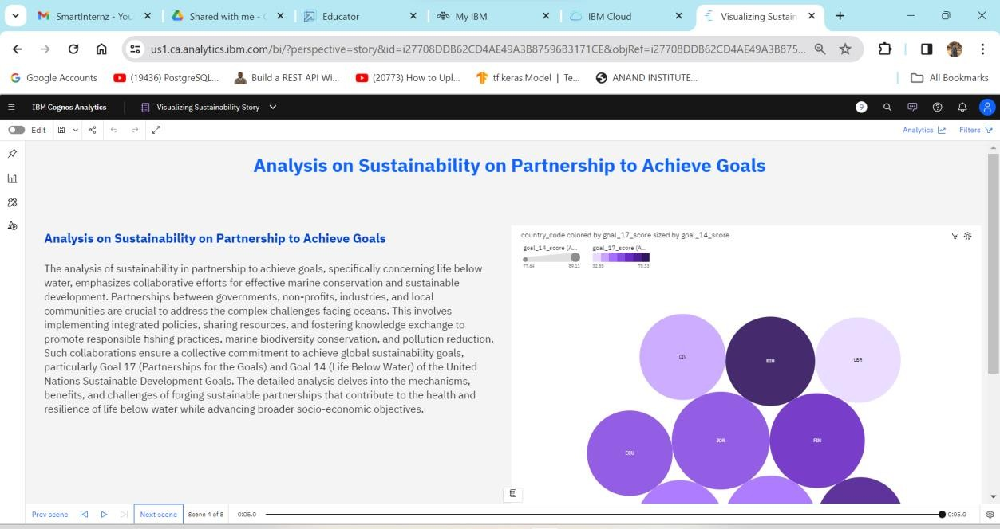 SmartInternz - You
Shared with me -
Educator
My IBM
IBM Cloud
Visualizing Sustain
us1.ca.analytics.ibm.com/bi/?perspective=story&id=i27708DDB62CD4AE49A3B87596B3171CE&objRef=i27708DDB62CD4AE49A3B875...
Google Accounts
(19436) PostgreSQL...
Build a REST API Wi...
(20773) How to Upl...
tf.keras.Model | Te...
ANAND INSTITUTE...
All Bookmarks
IBM Cognos Analytics
Visualizing Sustainability Story
9
Edit
Analytics
Filters
Analysis on Sustainability on Partnership to Achieve Goals
Analysis on Sustainability on Partnership to Achieve Goals
The analysis of sustainability in partnership to achieve goals, specifically concerning life below
water, emphasizes collaborative efforts for effective marine conservation and sustainable
development. Partnerships between governments, non-profits, industries, and local
communities are crucial to address the complex challenges facing oceans. This involves
implementing integrated policies, sharing resources, and fostering knowledge exchange to
promote responsible fishing practices, marine biodiversity conservation, and pollution reduction.
Such collaborations ensure a collective commitment to achieve global sustainability goals,
particularly Goal 17 (Partnerships for the Goals) and Goal 14 (Life Below Water) of the United
Nations Sustainable Development Goals. The detailed analysis delves into the mechanisms,
benefits, and challenges of forging sustainable partnerships that contribute to the health and
resilience of life below water while advancing broader socio-economic objectives.
country_code colored by goal_17_score sized by goal_14_score
goal_14_score (A...
goal_17_score (A...
77.64
89.11
CIV
BIH
LBR
ECU
JOR
FIN
Prev scene
Next scene
Scene 4 of 8
0:05.0
0:05.0